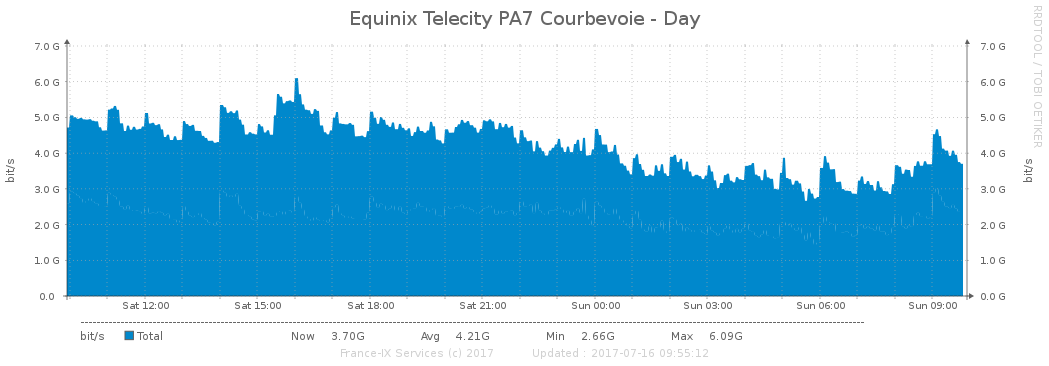 Equinix Telecity PA7 Courbevoie - Day
RRDTOOL / TOBI OETIKER
bit/s
bit/s
7.0 G 7.0 G
6.0 G 6.0 G
5.0 G 5.0 G
4.0 G 4.0 G
3.0 G 3.0 G
2.0 G 2.0 G
1.0 G 1.0 G
0.0 0.0 G
Sat 12:00 Sat 15:00 Sat 18:00 Sat 21:00 Sun 00:00 Sun 03:00 Sun 06:00 Sun 09:00
bit/s Total Now 3.70G Avg 4.21G Min 2.66G Max 6.09G
France-IX Services (c) 2017 Updated : 2017-07-16 09:55:12